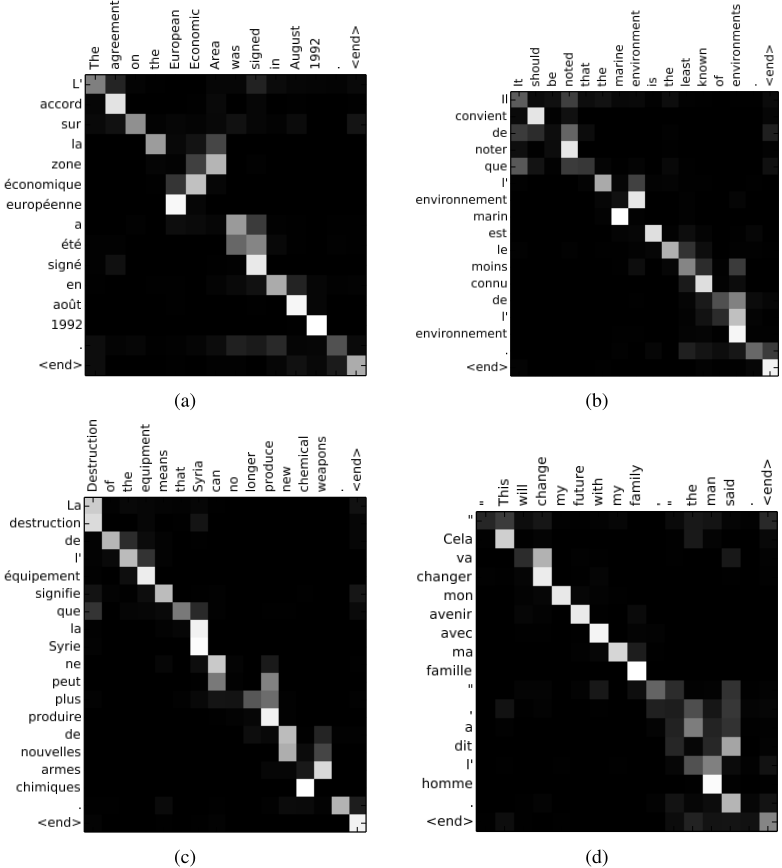 The agreement on the European Economic Area was signed in August 1992 . <end>
L'
accord
sur
la
zone
économique
européenne
a
été
signé
en
août
1992
.
<end>
(a)
It should be noted that the marine environment is the least known of environments . <end>
Il
convient
de
noter
que
l'
environnement
marin
est
le
moins
connu
de
l'
environnement
.
<end>
(b)
Destruction of the equipment means that Syria can no longer produce new chemical weapons . <end>
La
destruction
de
l'
équipement
signifie
que
la
Syrie
ne
peut
plus
produire
de
nouvelles
armes
chimiques
.
<end>
(c)
" This will change my future with my family , " the man said . <end>
"
Cela
va
changer
mon
avenir
avec
ma
famille
"
,
a
dit
l'
homme
.
<end>
(d)